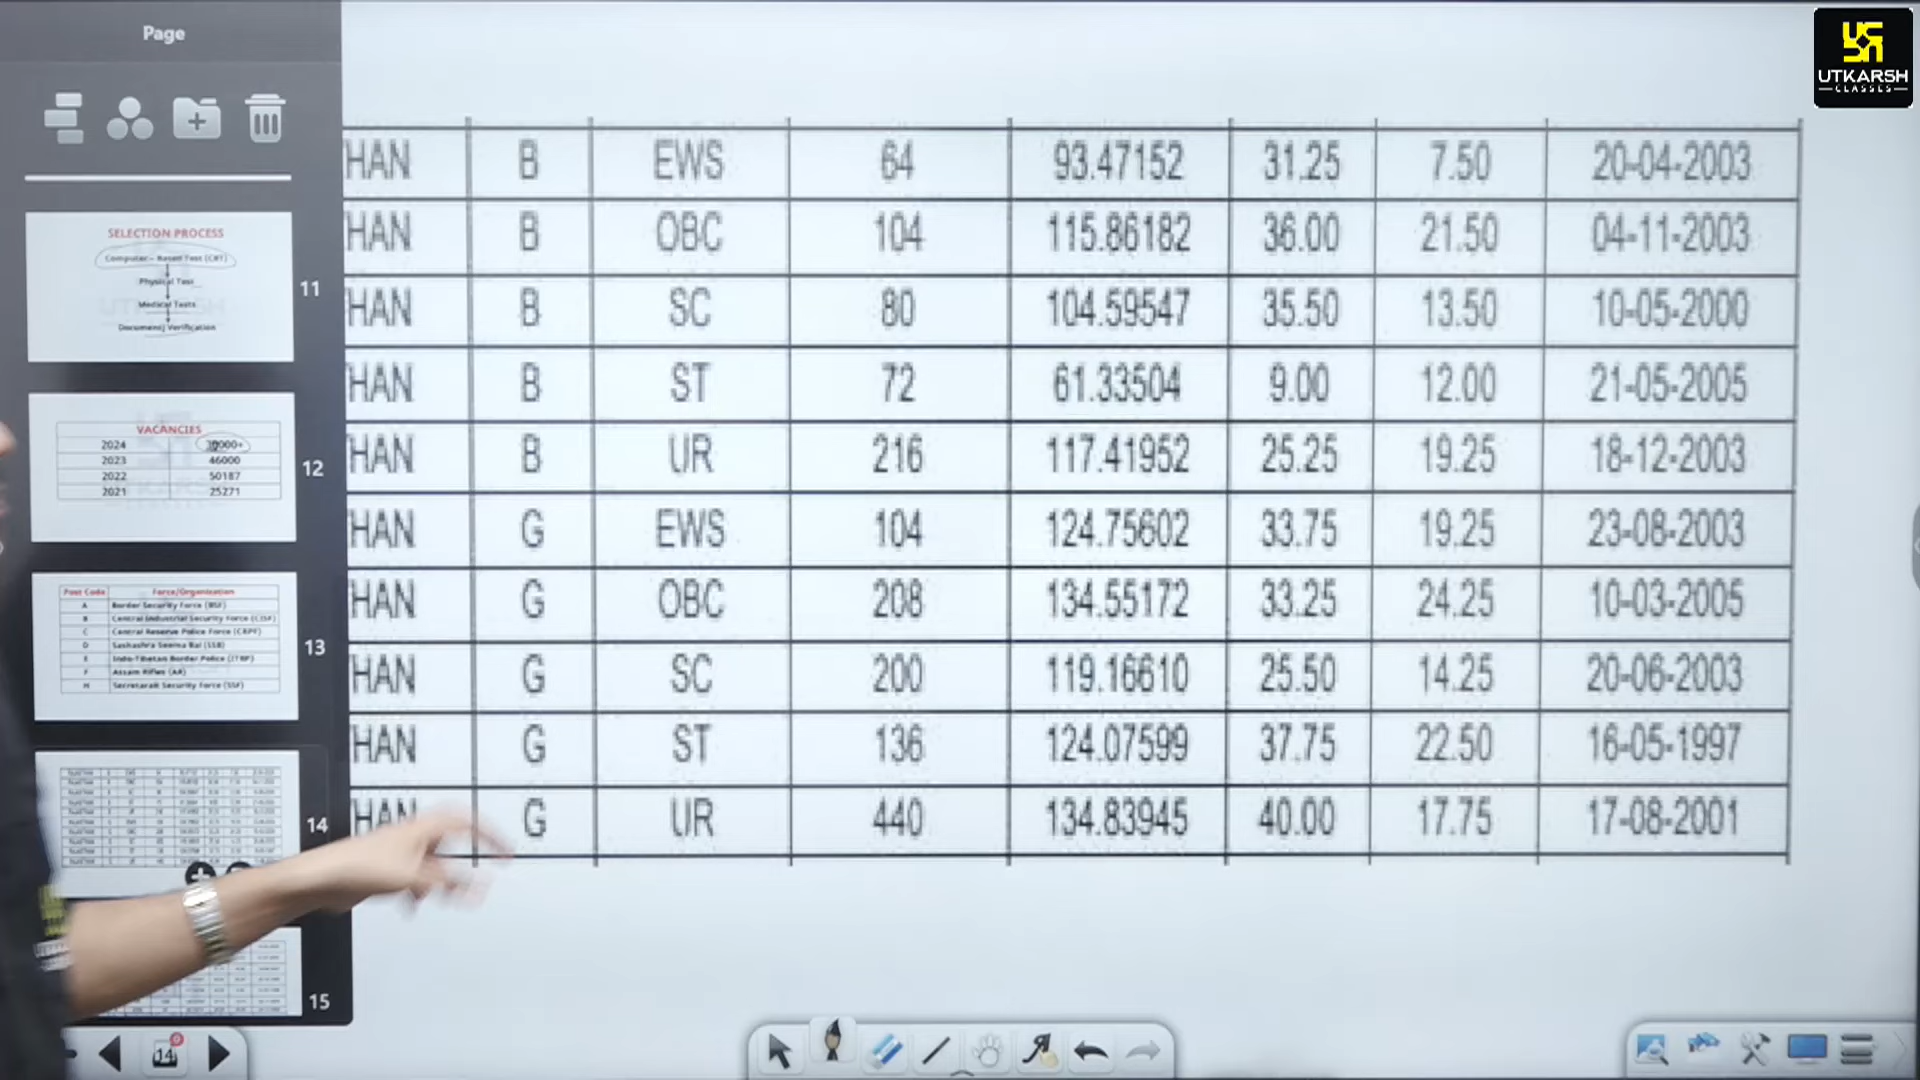 Page
UTKARSH
CLASSES
HAN B EWS 64 93.47152 31.25 7.50 20-04-2003
HAN B OBC 104 115.86182 36.00 21.50 04-11-2003
HAN B SC 80 104.59547 35.50 13.50 10-05-2000
HAN B ST 72 61.33504 9.00 12.00 21-05-2005
HAN B UR 216 117.41952 25.25 19.25 18-12-2003
HAN G EWS 104 124.75602 33.75 19.25 23-08-2003
HAN G OBC 208 134.55172 33.25 24.25 10-03-2005
HAN G SC 200 119.16610 25.50 14.25 20-06-2003
HAN G ST 136 124.07599 37.75 22.50 16-05-1997
HAN G UR 440 134.83945 40.00 17.75 17-08-2001
SELECTION PROCESS
Computer – Based Test (CBT)
Physical Test
Medical Tests
Document Verification
11
VACANCIES
2024
2023 46000
2022 50187
2021 25271
12
Post Code Force/Organization
A Border Security Force (BSF)
B Central Industrial Security Force (CISF)
C Central Reserve Police Force (CRPF)
D Sashashra Seema Bal (SSB)
E Indo-Tibetan Border Police (ITBP)
F Assam Rifles (AR)
H Secretarait Security Force (SSF)
13
14
15
14